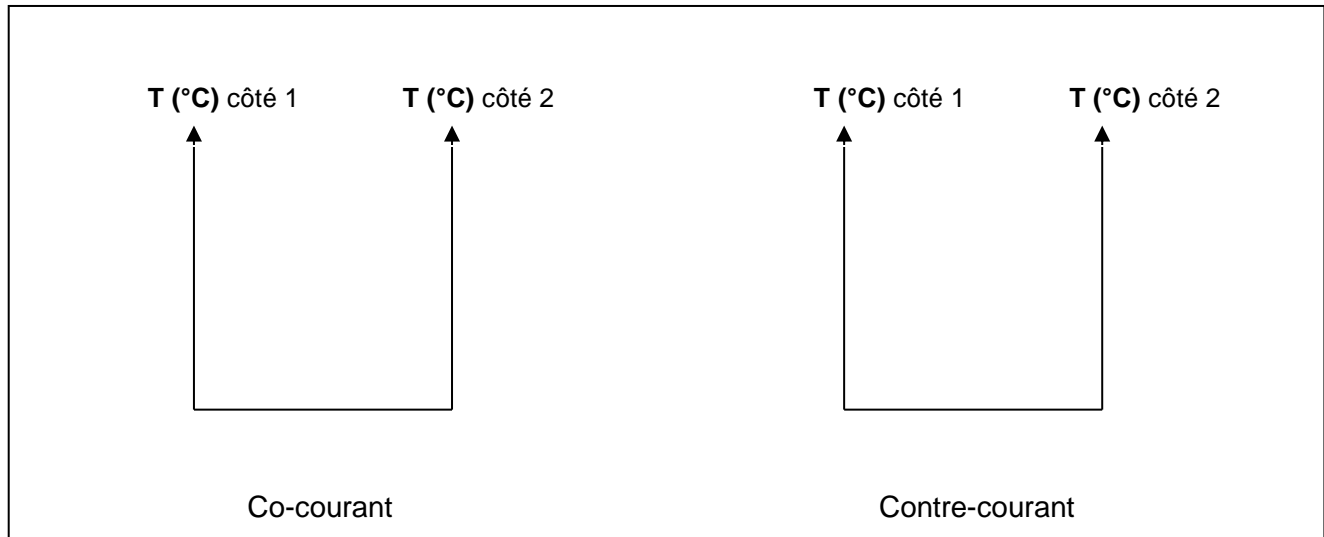 T (°C) côté 1 T (°C) côté 2 T (°C) côté 1 T (°C) côté 2
Co-courant Contre-courant